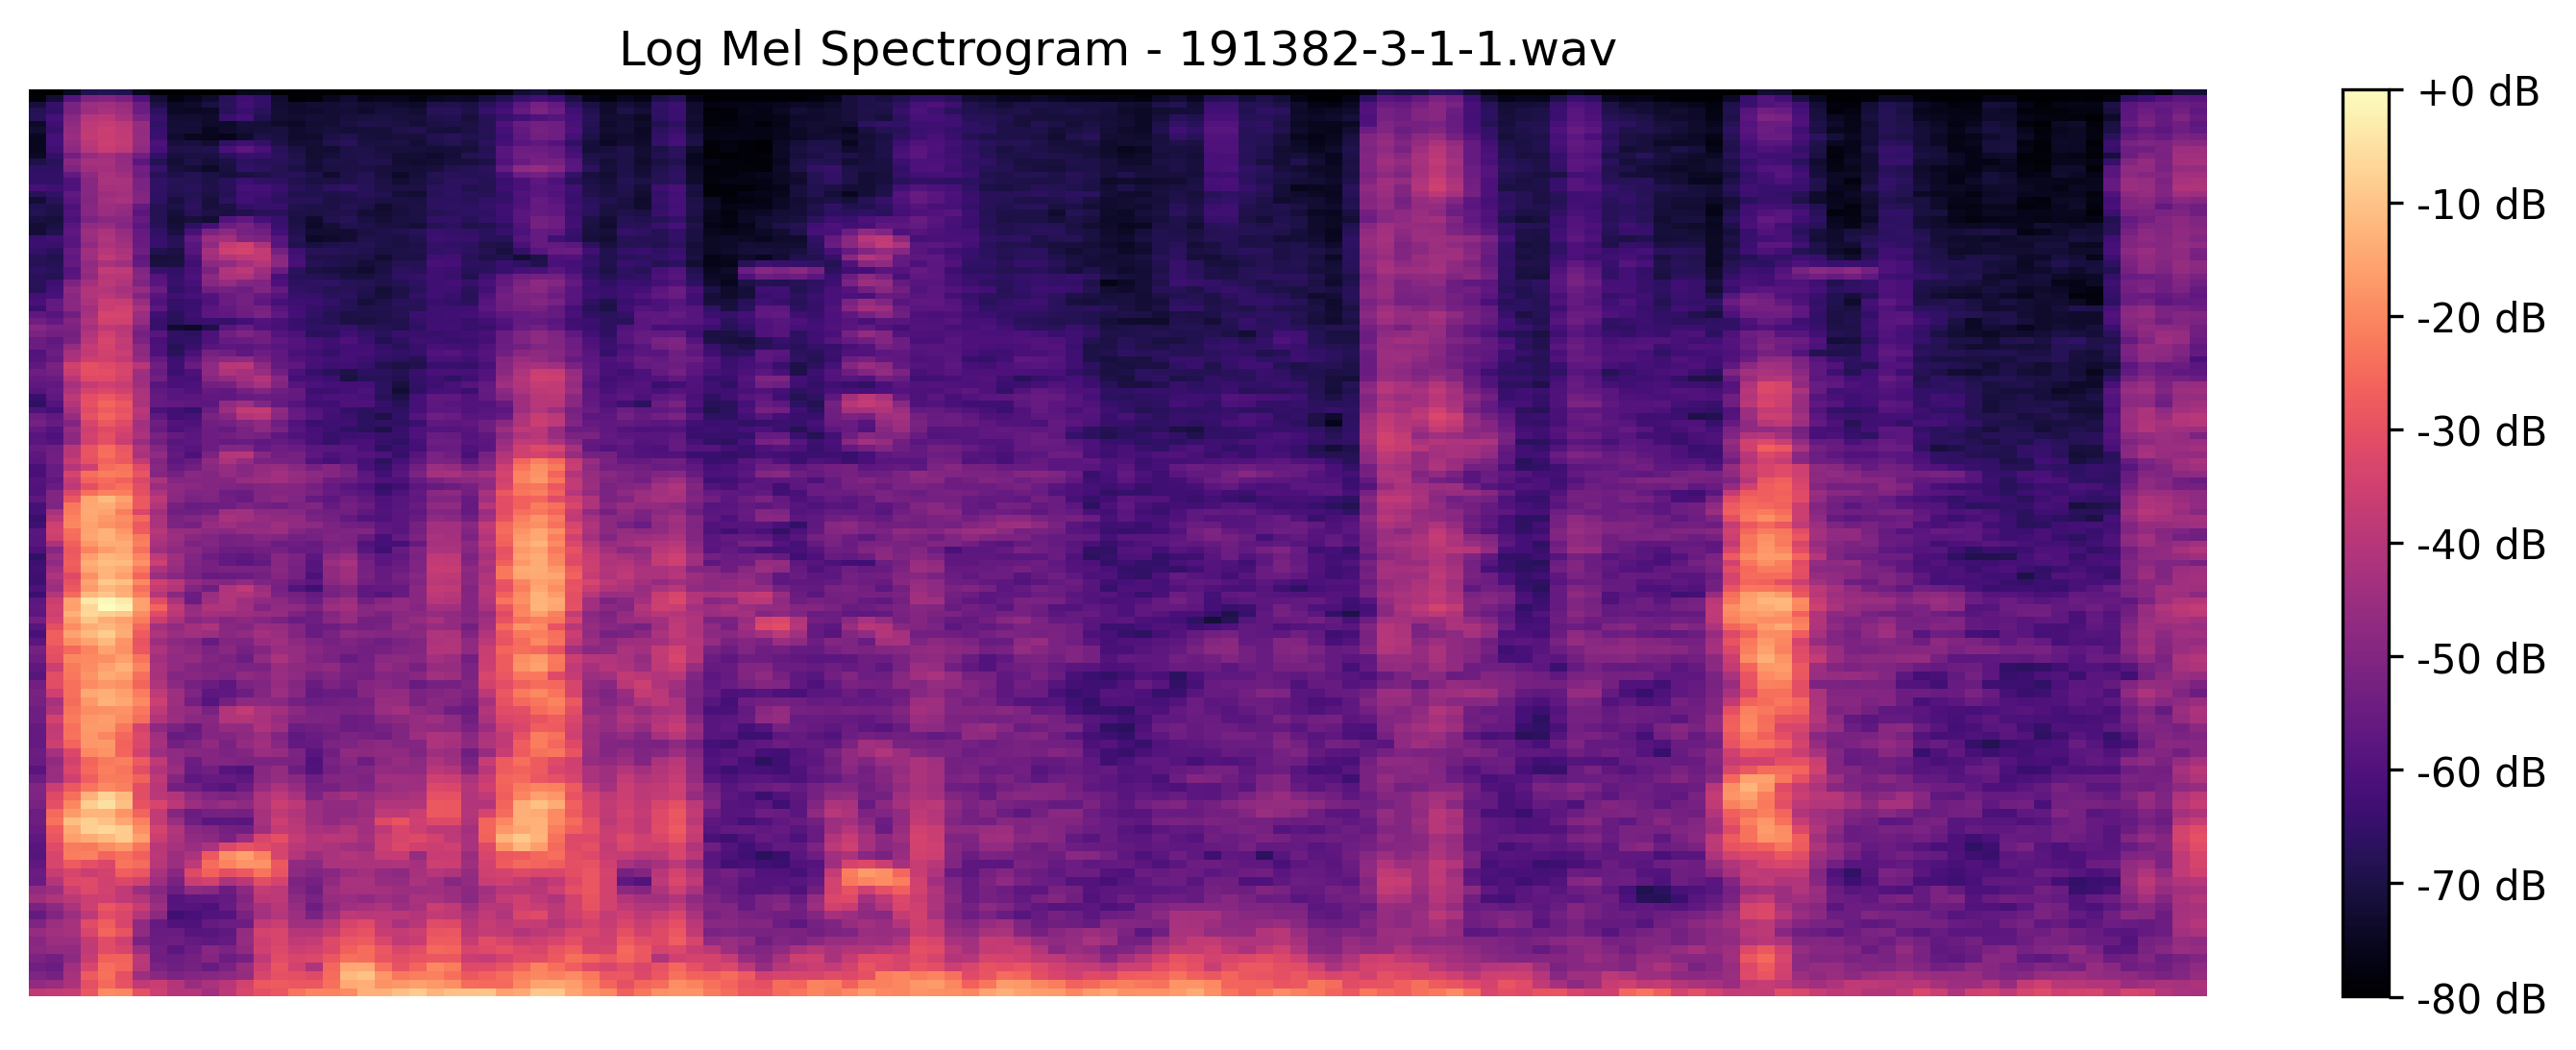 Log Mel Spectrogram - 191382-3-1-1.wav
+0 dB
-10 dB
-20 dB
-30 dB
-40 dB
-50 dB
-60 dB
-70 dB
-80 dB